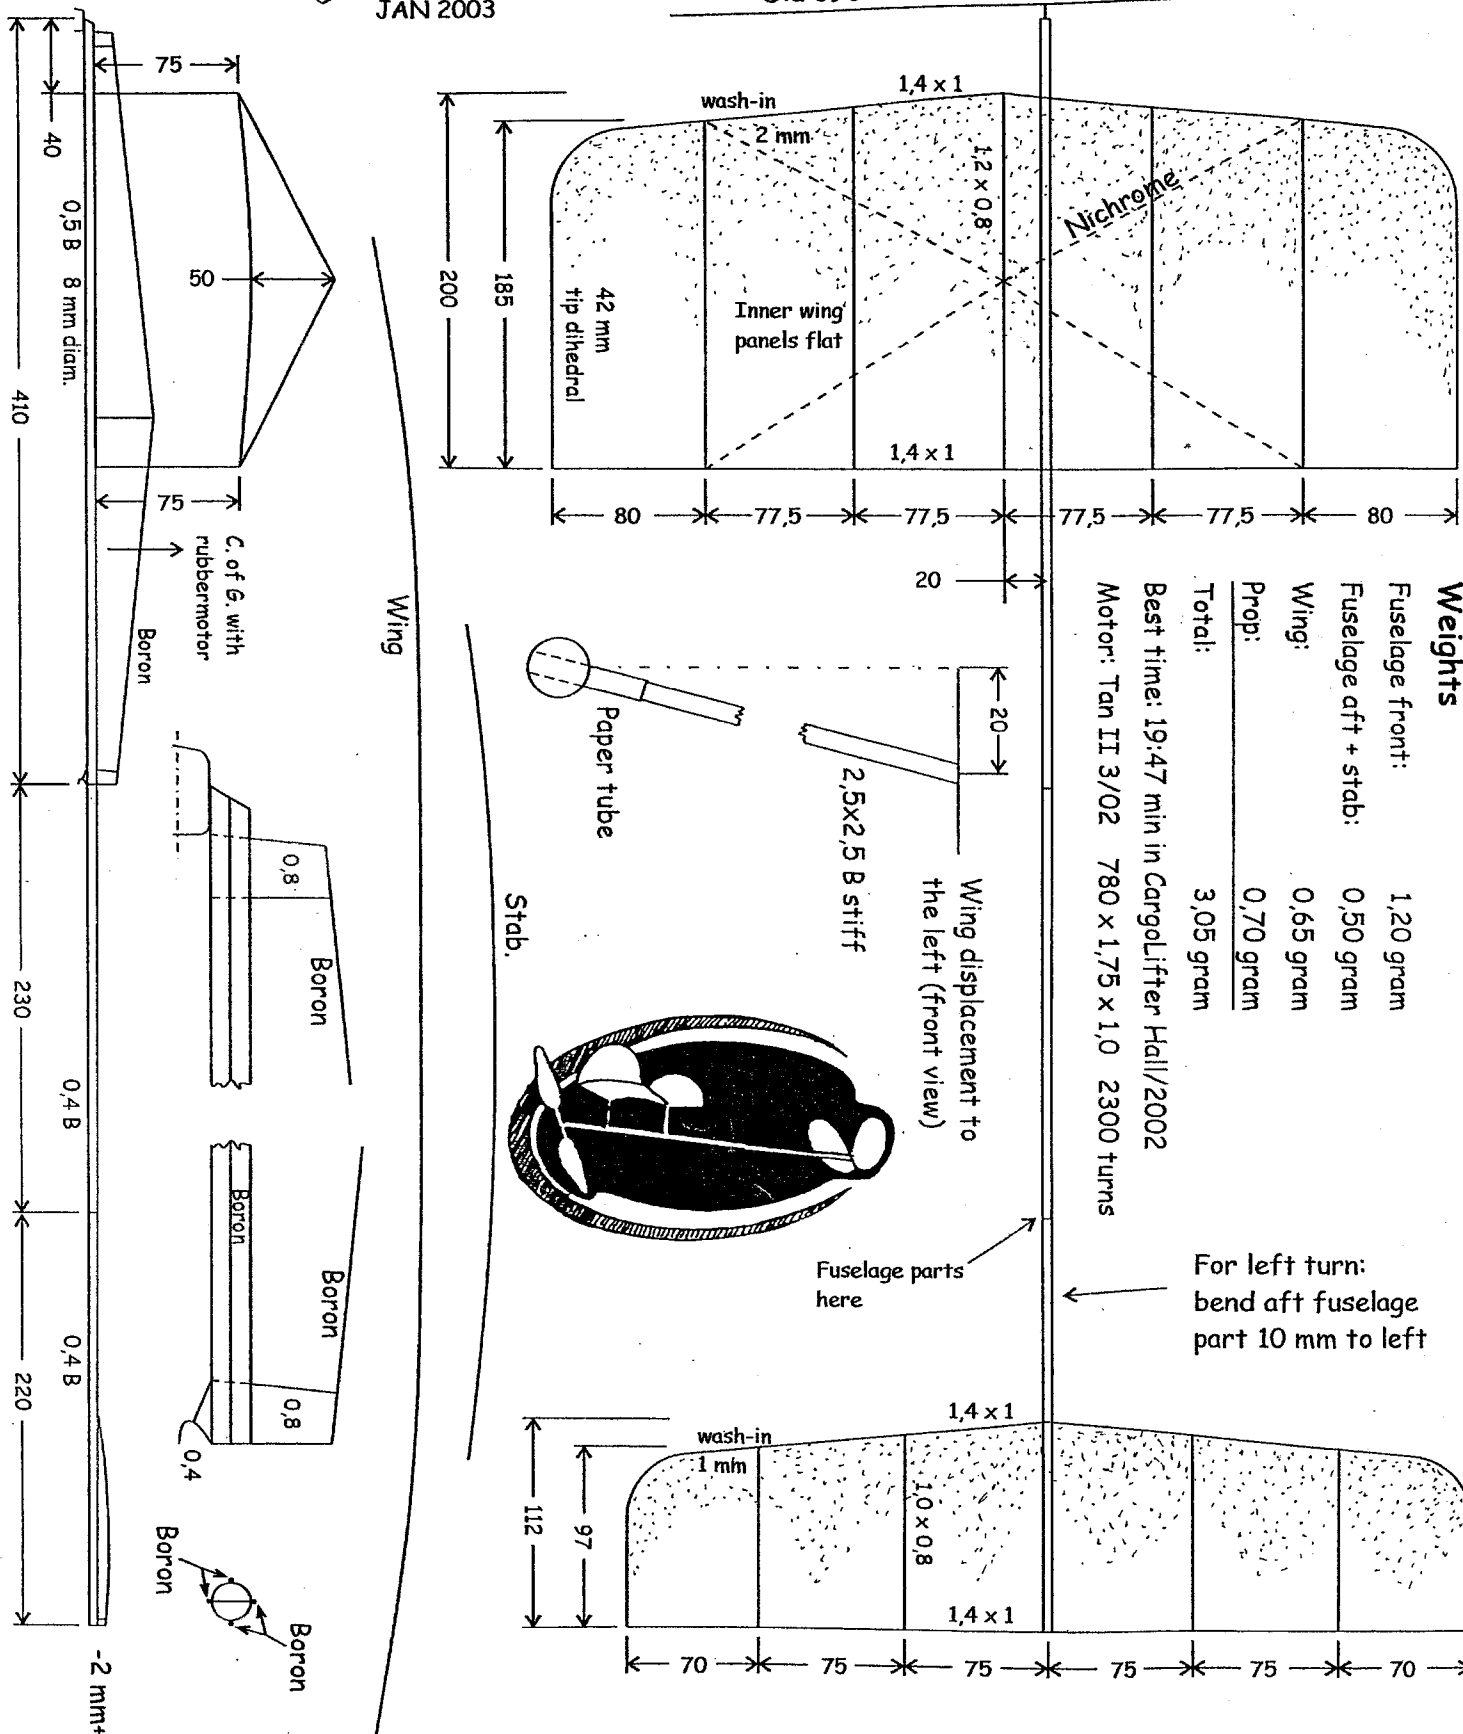 JAN 2003
75
40
0,5 B 8 mm diam.
410
50
75
C. of G. with
rubbermotor
Boron
Wing
Stab.
200
185
wash-in
2 mm
1,4 x 1
1,2 x 0,8
Nichrome
42 mm
tip dihedral
Inner wing
panels flat
1,4 x 1
80
77,5
77,5
77,5
77,5
80
20
Weights
Fuselage front: 1,20 gram
Fuselage aft + stab: 0,50 gram
Wing: 0,65 gram
Prop: 0,70 gram
Total: 3,05 gram
Best time: 19:47 min in CargoLifter Hall/2002
Motor: Tan II 3/02 780 x 1,75 x 1,0 2300 turns
20
Paper tube
2,5x2,5 B stiff
Wing displacement to
the left (front view)
0,8
Boron
Boron
Boron
0,8
0,4
230
0,4 B
0,4 B
220
Boron
Boron
-2 mm+
Fuselage parts
here
For left turn:
bend aft fuselage
part 10 mm to left
wash-in
1 mm
1,4 x 1
1,0 x 0,8
1,4 x 1
112
97
70
75
75
75
75
70